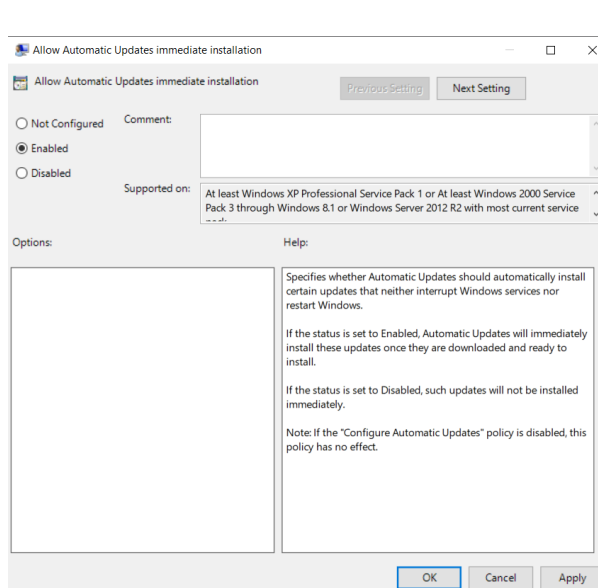 Allow Automatic Updates immediate installation
Allow Automatic Updates immediate installation
Previous Setting
Next Setting
Not Configured
Comment:
Enabled
Disabled
Supported on:
At least Windows XP Professional Service Pack 1 or At least Windows 2000 Service
Pack 3 through Windows 8.1 or Windows Server 2012 R2 with most current service
Options:
Help:
Specifies whether Automatic Updates should automatically install
certain updates that neither interrupt Windows services nor
restart Windows.
If the status is set to Enabled, Automatic Updates will immediately
install these updates once they are downloaded and ready to
install.
If the status is set to Disabled, such updates will not be installed
immediately.
Note: If the "Configure Automatic Updates" policy is disabled, this
policy has no effect.
OK
Cancel
Apply